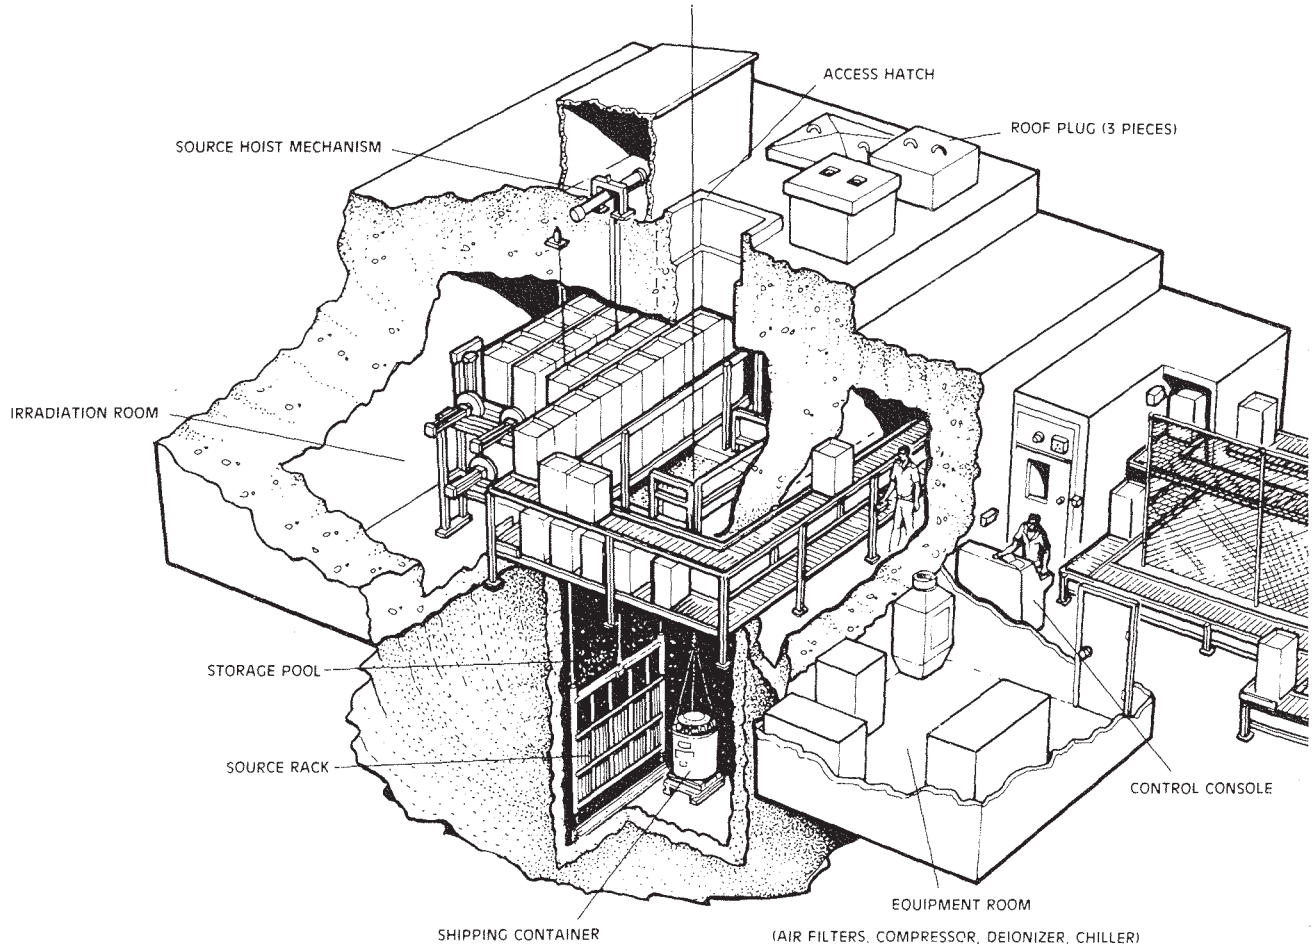 ACCESS HATCH
ROOF PLUG (3 PIECES)
SOURCE HOIST MECHANISM
IRRADIATION ROOM
STORAGE POOL
SOURCE RACK
CONTROL CONSOLE
EQUIPMENT ROOM
SHIPPING CONTAINER
(AIR FILTERS, COMPRESSOR, DEIONIZER, CHILLER)